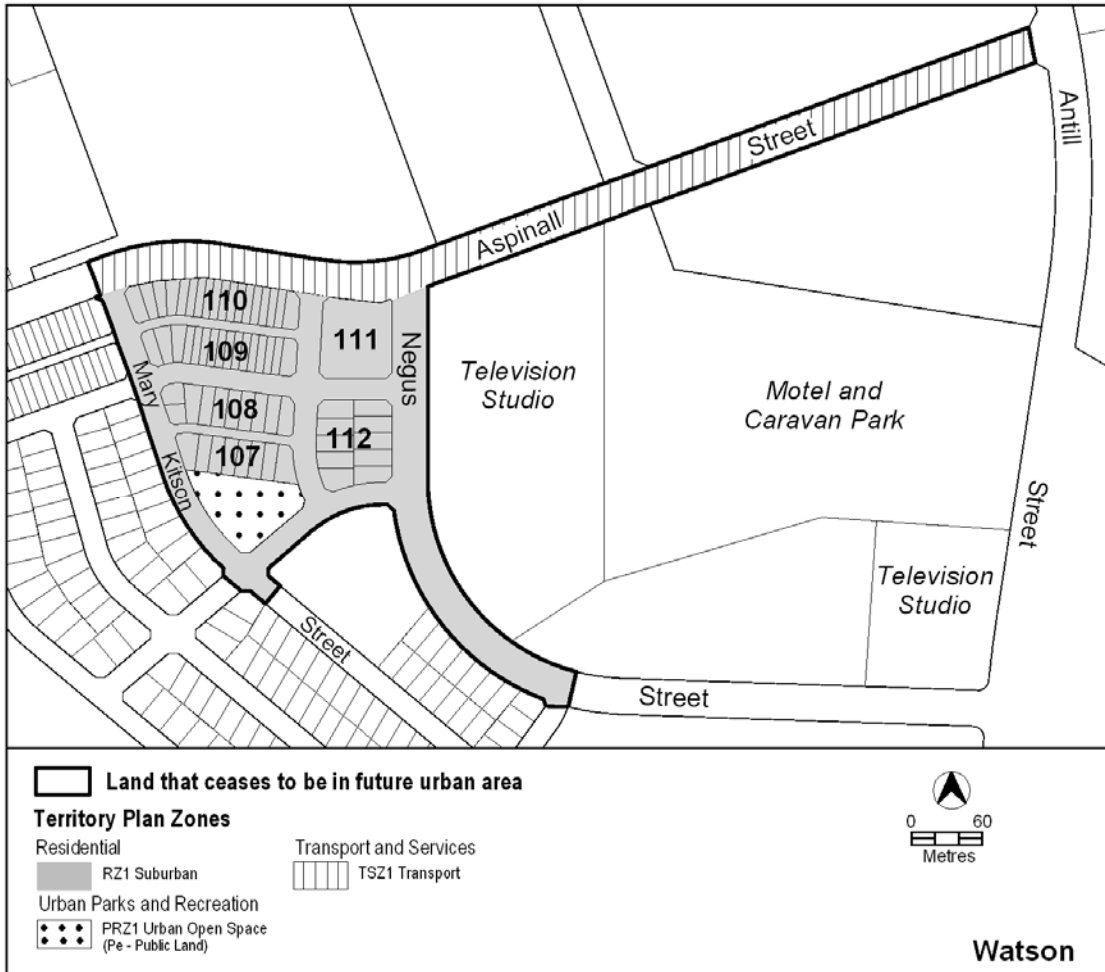 Antill
Street
Aspinall
110
111
109
Negus
Television
Studio
Motel and
Caravan Park
Mary
108
112
107
Kitson
Street
Television
Studio
Street
Street
Land that ceases to be in future urban area
Territory Plan Zones
Residential
Transport and Services
RZ1 Suburban
TSZ1 Transport
Urban Parks and Recreation
PRZ1 Urban Open Space
(Pe - Public Land)
0 60
Metres
Watson